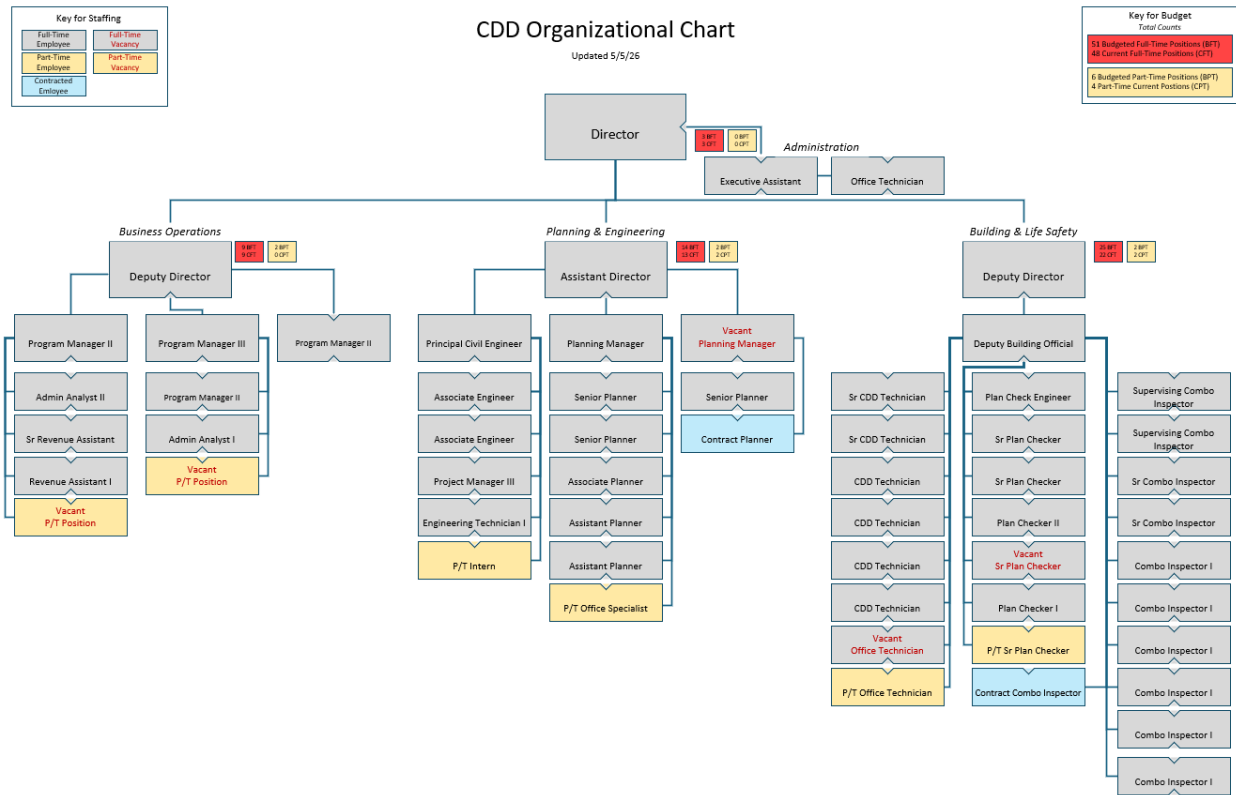 Key for Staffing
Full-Time
Employee
Full-Time
Vacancy
Part-Time
Employee
Part-Time
Vacancy
Contracted
Emloyee
CDD Organizational Chart
Updated 5/5/26
Key for Budget
Total Counts
51 Budgeted Full-Time Positions (BFT)
48 Current Full-Time Positions (CFT)
6 Budgeted Part-Time Positions (BPT)
4 Part-Time Current Postions (CPT)
Director
3 BFT
3 CFT
0 BPT
0 CPT
Administration
Executive Assistant
Office Technician
Business Operations
Deputy Director
9 BFT
9 CFT
2 BPT
0 CPT
Program Manager II
Admin Analyst II
Sr Revenue Assistant
Revenue Assistant I
Vacant
P/T Position
Program Manager III
Program Manager II
Admin Analyst I
Vacant
P/T Position
Program Manager II
Planning & Engineering
Assistant Director
14 BFT
13 CFT
2 BPT
2 CPT
Principal Civil Engineer
Associate Engineer
Associate Engineer
Project Manager III
Engineering Technician I
P/T Intern
Planning Manager
Senior Planner
Senior Planner
Associate Planner
Assistant Planner
Assistant Planner
P/T Office Specialist
Vacant
Planning Manager
Senior Planner
Contract Planner
Building & Life Safety
Deputy Director
25 BFT
22 CFT
2 BPT
2 CPT
Deputy Building Official
Sr CDD Technician
Sr CDD Technician
CDD Technician
CDD Technician
CDD Technician
CDD Technician
Vacant
Office Technician
P/T Office Technician
Plan Check Engineer
Sr Plan Checker
Sr Plan Checker
Plan Checker II
Vacant
Sr Plan Checker
Plan Checker I
P/T Sr Plan Checker
Contract Combo Inspector
Supervising Combo
Inspector
Supervising Combo
Inspector
Sr Combo Inspector
Sr Combo Inspector
Combo Inspector I
Combo Inspector I
Combo Inspector I
Combo Inspector I
Combo Inspector I
Combo Inspector I